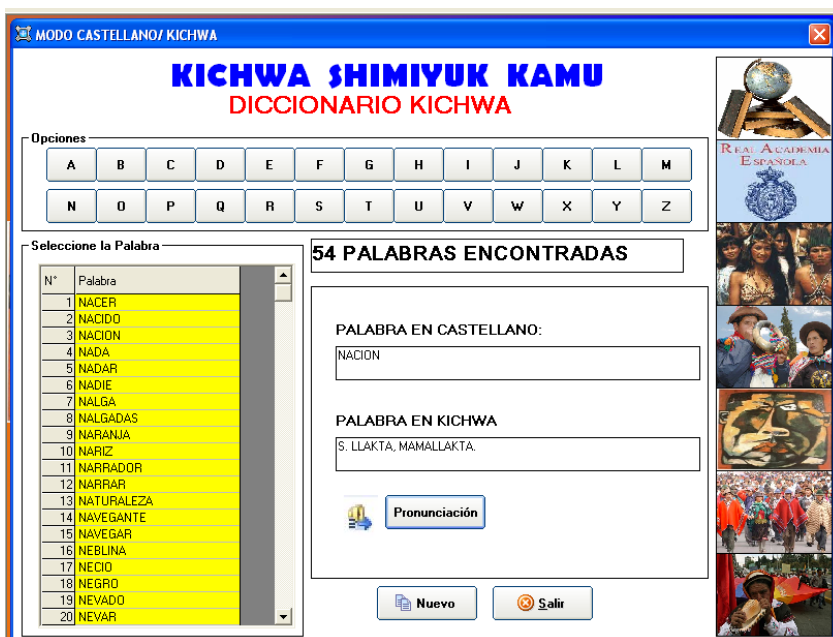 MODO CASTELLANO/ KICHWA
KICHWA SHIMIYUK KAMU
DICCIONARIO KICHWA
Opciones
A B C D E F G H I J K L M
N O P Q R S T U V W X Y Z
REAL ACADEMIA
ESPAÑOLA
Seleccione la Palabra
N° Palabra
1 NACER
2 NACIDO
3 NACION
4 NADA
5 NADAR
6 NADIE
7 NALGA
8 NALGADAS
9 NARANJA
10 NARIZ
11 NARRADOR
12 NARRAR
13 NATURALEZA
14 NAVEGANTE
15 NAVEGAR
16 NEBLINA
17 NECIO
18 NEGRO
19 NEVADO
20 NEVAR
54 PALABRAS ENCONTRADAS
PALABRA EN CASTELLANO:
NACION
PALABRA EN KICHWA
S. LLAKTA, MAMALLAKTA.
Pronunciación
Nuevo
Salir